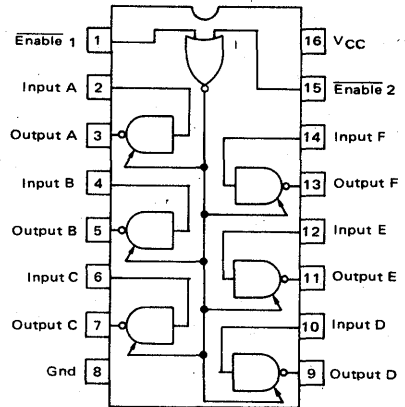 Enable 1 1
Input A 2
Output A 3
Input B 4
Output B 5
Input C 6
Output C 7
Gnd 8
16 VCC
15 Enable 2
14 Input F
13 Output F
12 Input E
11 Output E
10 Input D
9 Output D